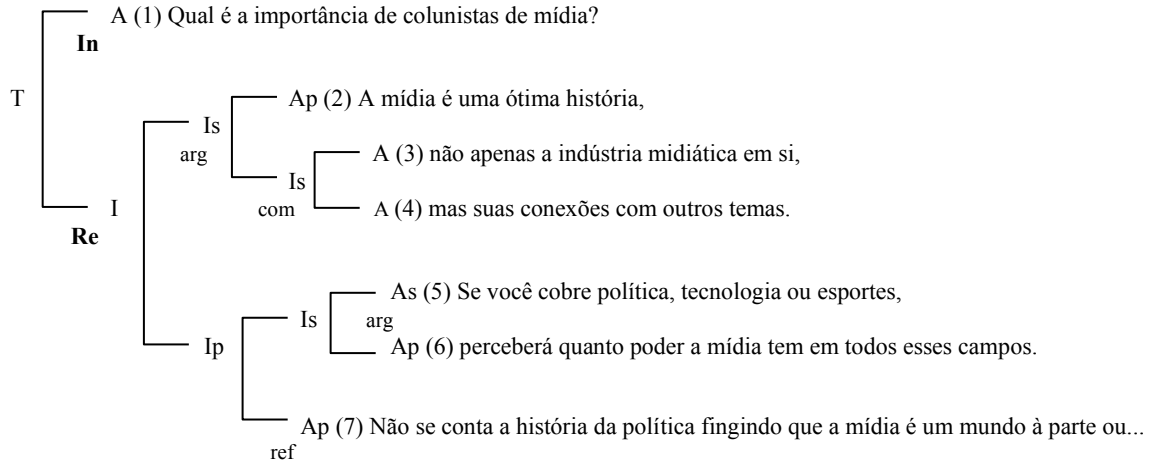 A (1) Qual é a importância de colunistas de mídia?
In
T
Ap (2) A mídia é uma ótima história,
Is
arg
A (3) não apenas a indústria midiática em si,
Is
com
A (4) mas suas conexões com outros temas.
I
Re
As (5) Se você cobre política, tecnologia ou esportes,
Is
arg
Ip
Ap (6) perceberá quanto poder a mídia tem em todos esses campos.
Ap (7) Não se conta a história da política fingindo que a mídia é um mundo à parte ou...
ref